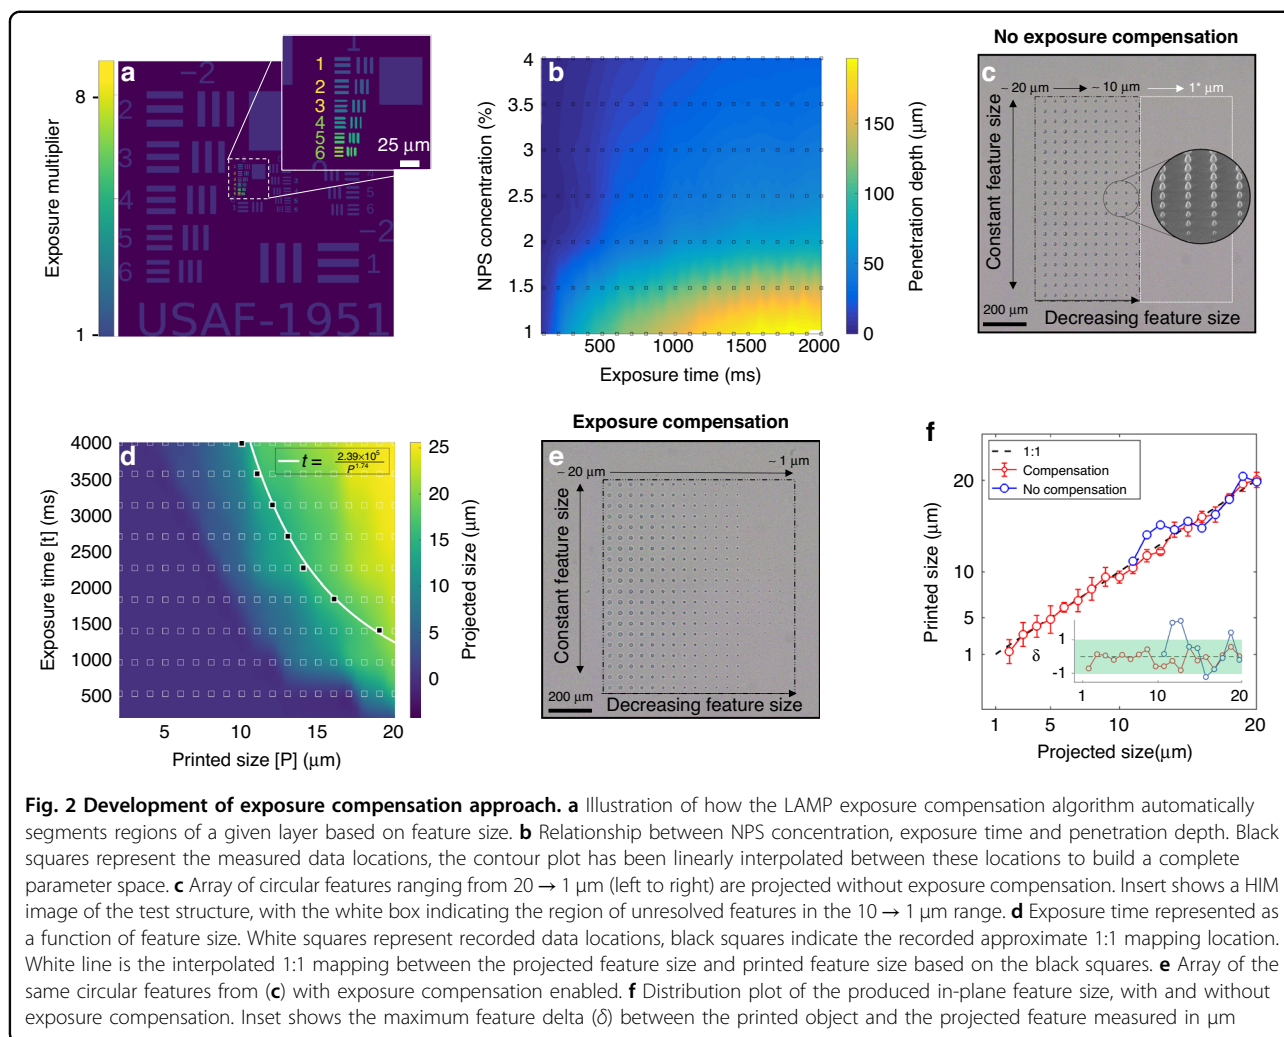 No exposure compensation
a
b
c
Exposure multiplier
8
1
−2
2
3
4
5
6
−2
1
USAF-1951
0
4
5
6
1
1
2
3
4
5
6
25 μm
NPS concentration (%)
4
3.5
3
2.5
2
1.5
1
500 1000 1500 2000
Exposure time (ms)
150
100
50
0
Penetration depth (μm)
~ 20 μm ~ 10 μm 1* μm
Constant feature size
200 μm
Decreasing feature size
Exposure compensation
d
e
f
Exposure time [t] (ms)
4000
3500
3000
2500
2000
1500
1000
500
t = 2.39×10⁵ / P^1.74
5 10 15 20
Printed size [P] (μm)
25
20
15
10
5
0
Projected size (μm)
~ 20 μm ~ 1 μm
Constant feature size
200 μm
Decreasing feature size
1:1
Compensation
No compensation
Printed size (μm)
20
10
5
1
δ
1
-1
1 10 20
1 5 10 20
Projected size(μm)
Fig. 2 Development of exposure compensation approach. a Illustration of how the LAMP exposure compensation algorithm automatically
segments regions of a given layer based on feature size. b Relationship between NPS concentration, exposure time and penetration depth. Black
squares represent the measured data locations, the contour plot has been linearly interpolated between these locations to build a complete
parameter space. c Array of circular features ranging from 20 → 1 μm (left to right) are projected without exposure compensation. Insert shows a HIM
image of the test structure, with the white box indicating the region of unresolved features in the 10 → 1 μm range. d Exposure time represented as
a function of feature size. White squares represent recorded data locations, black squares indicate the recorded approximate 1:1 mapping location.
White line is the interpolated 1:1 mapping between the projected feature size and printed feature size based on the black squares. e Array of the
same circular features from (c) with exposure compensation enabled. f Distribution plot of the produced in-plane feature size, with and without
exposure compensation. Inset shows the maximum feature delta (δ) between the printed object and the projected feature measured in μm